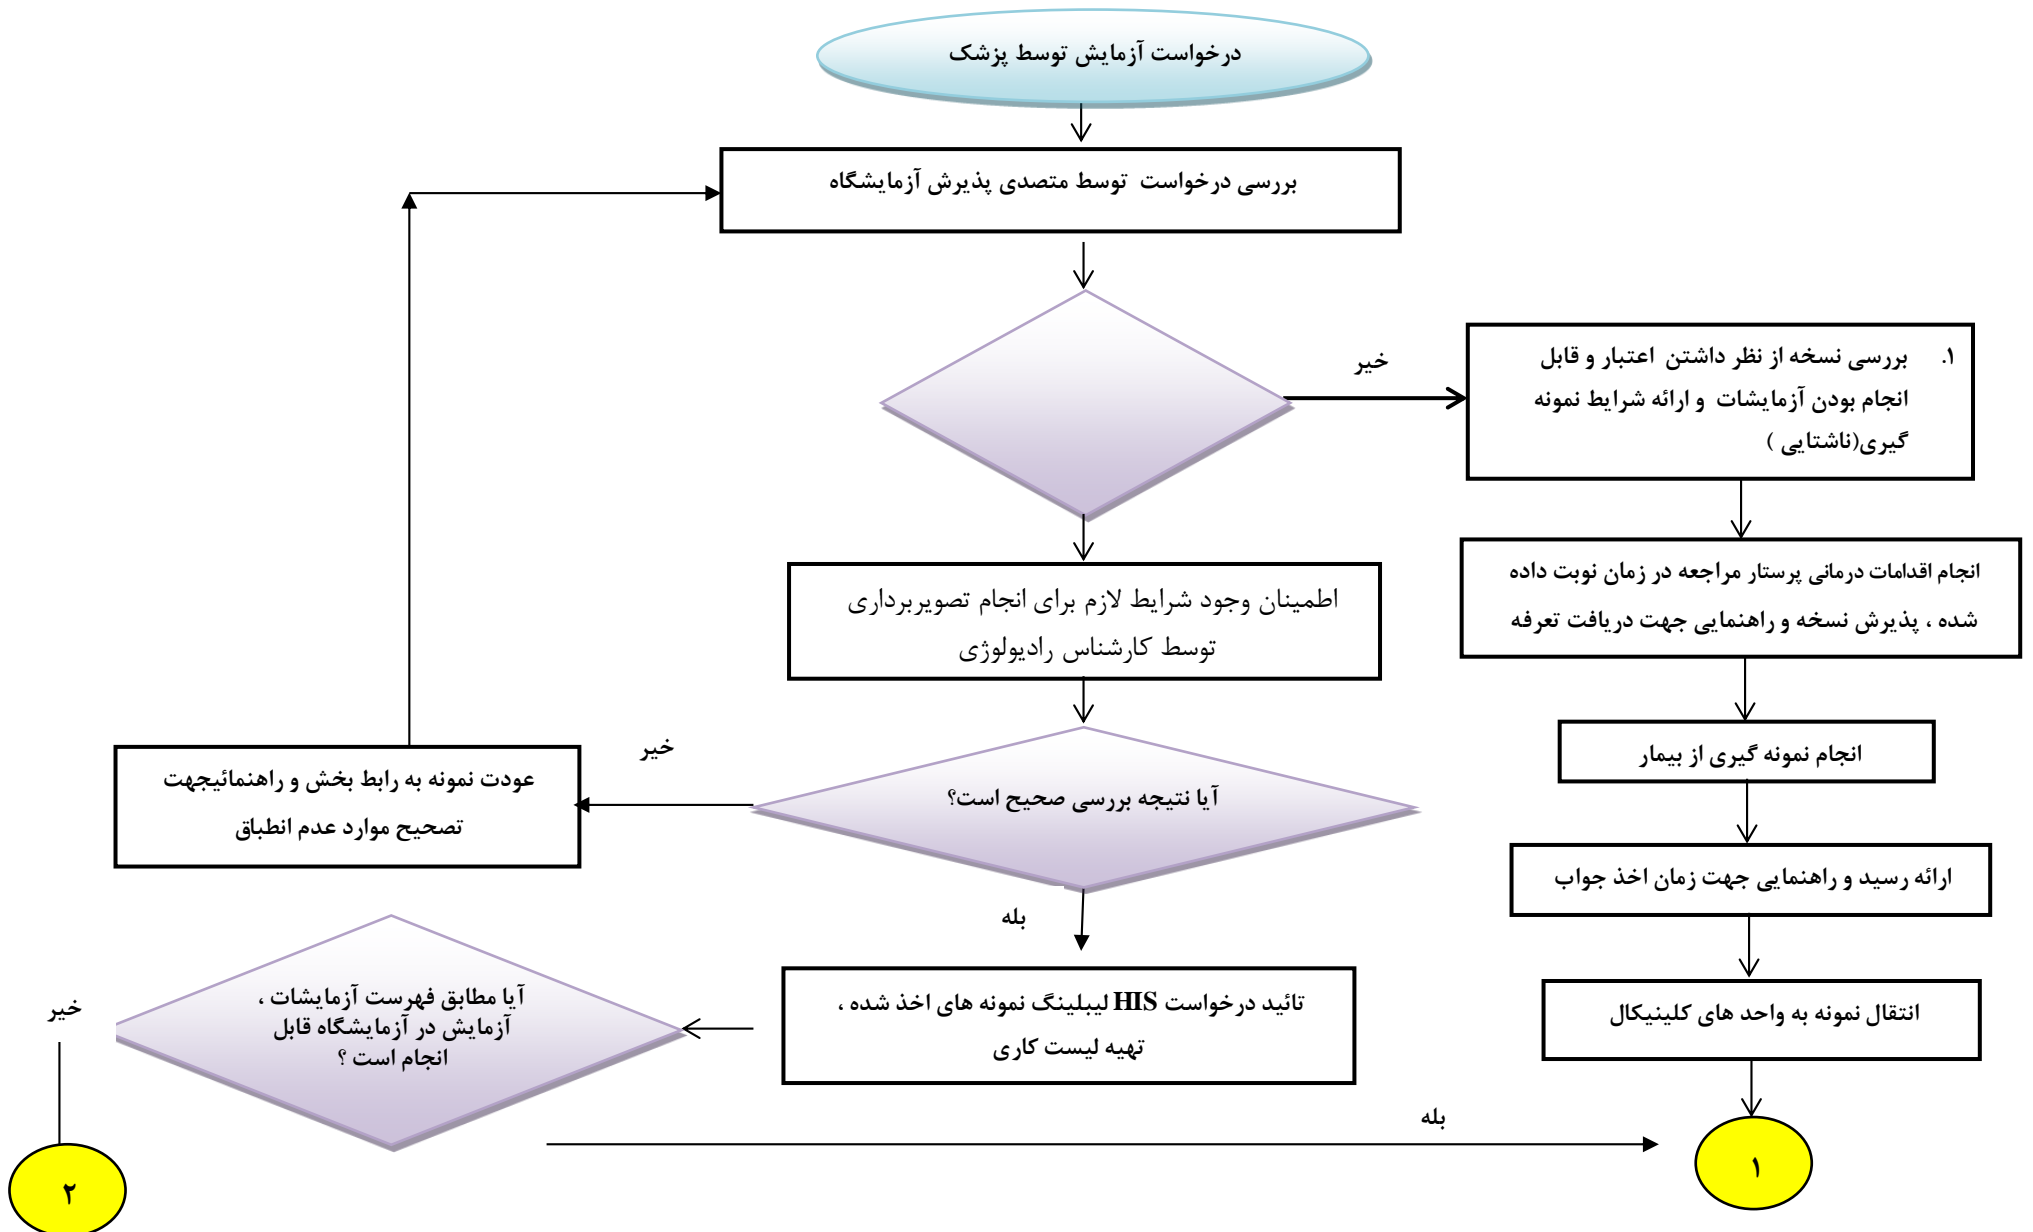 درخواست آزمایش توسط پزشک
بررسی درخواست توسط متصدی پذیرش آزمایشگاه
خیر
۱. بررسی نسخه از نظر داشتن اعتبار و قابل
انجام بودن آزمایشات و ارائه شرایط نمونه
گیری(ناشتایی )
انجام اقدامات درمانی پرستار مراجعه در زمان نوبت داده
شده ، پذیرش نسخه و راهنمایی جهت دریافت تعرفه
اطمینان وجود شرایط لازم برای انجام تصویربرداری
توسط کارشناس رادیولوژی
انجام نمونه گیری از بیمار
خیر
آیا نتیجه بررسی صحیح است؟
عودت نمونه به رابط بخش و راهنمائیجهت
تصحیح موارد عدم انطباق
ارائه رسید و راهنمایی جهت زمان اخذ جواب
بله
تائید درخواست HIS لیبلینگ نمونه های اخذ شده ،
تهیه لیست کاری
آیا مطابق فهرست آزمایشات ،
آزمایش در آزمایشگاه قابل
انجام است ؟
خیر
انتقال نمونه به واحد های کلینیکال
بله
۱
۲